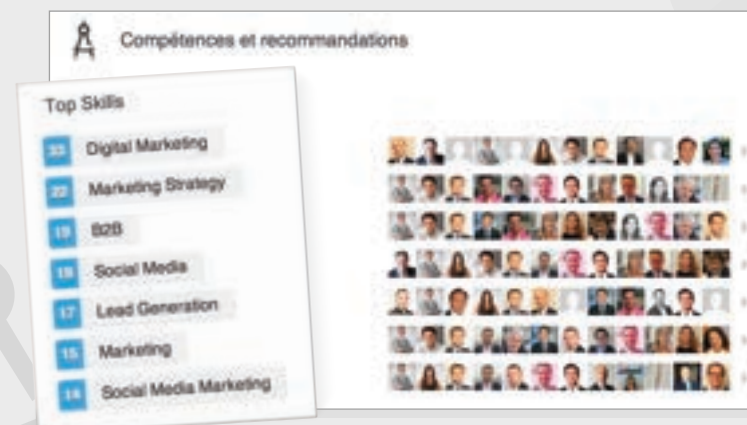 Compétences et recommandations
Top Skills
33 Digital Marketing
22 Marketing Strategy
19 B2B
18 Social Media
17 Lead Generation
15 Marketing
14 Social Media Marketing